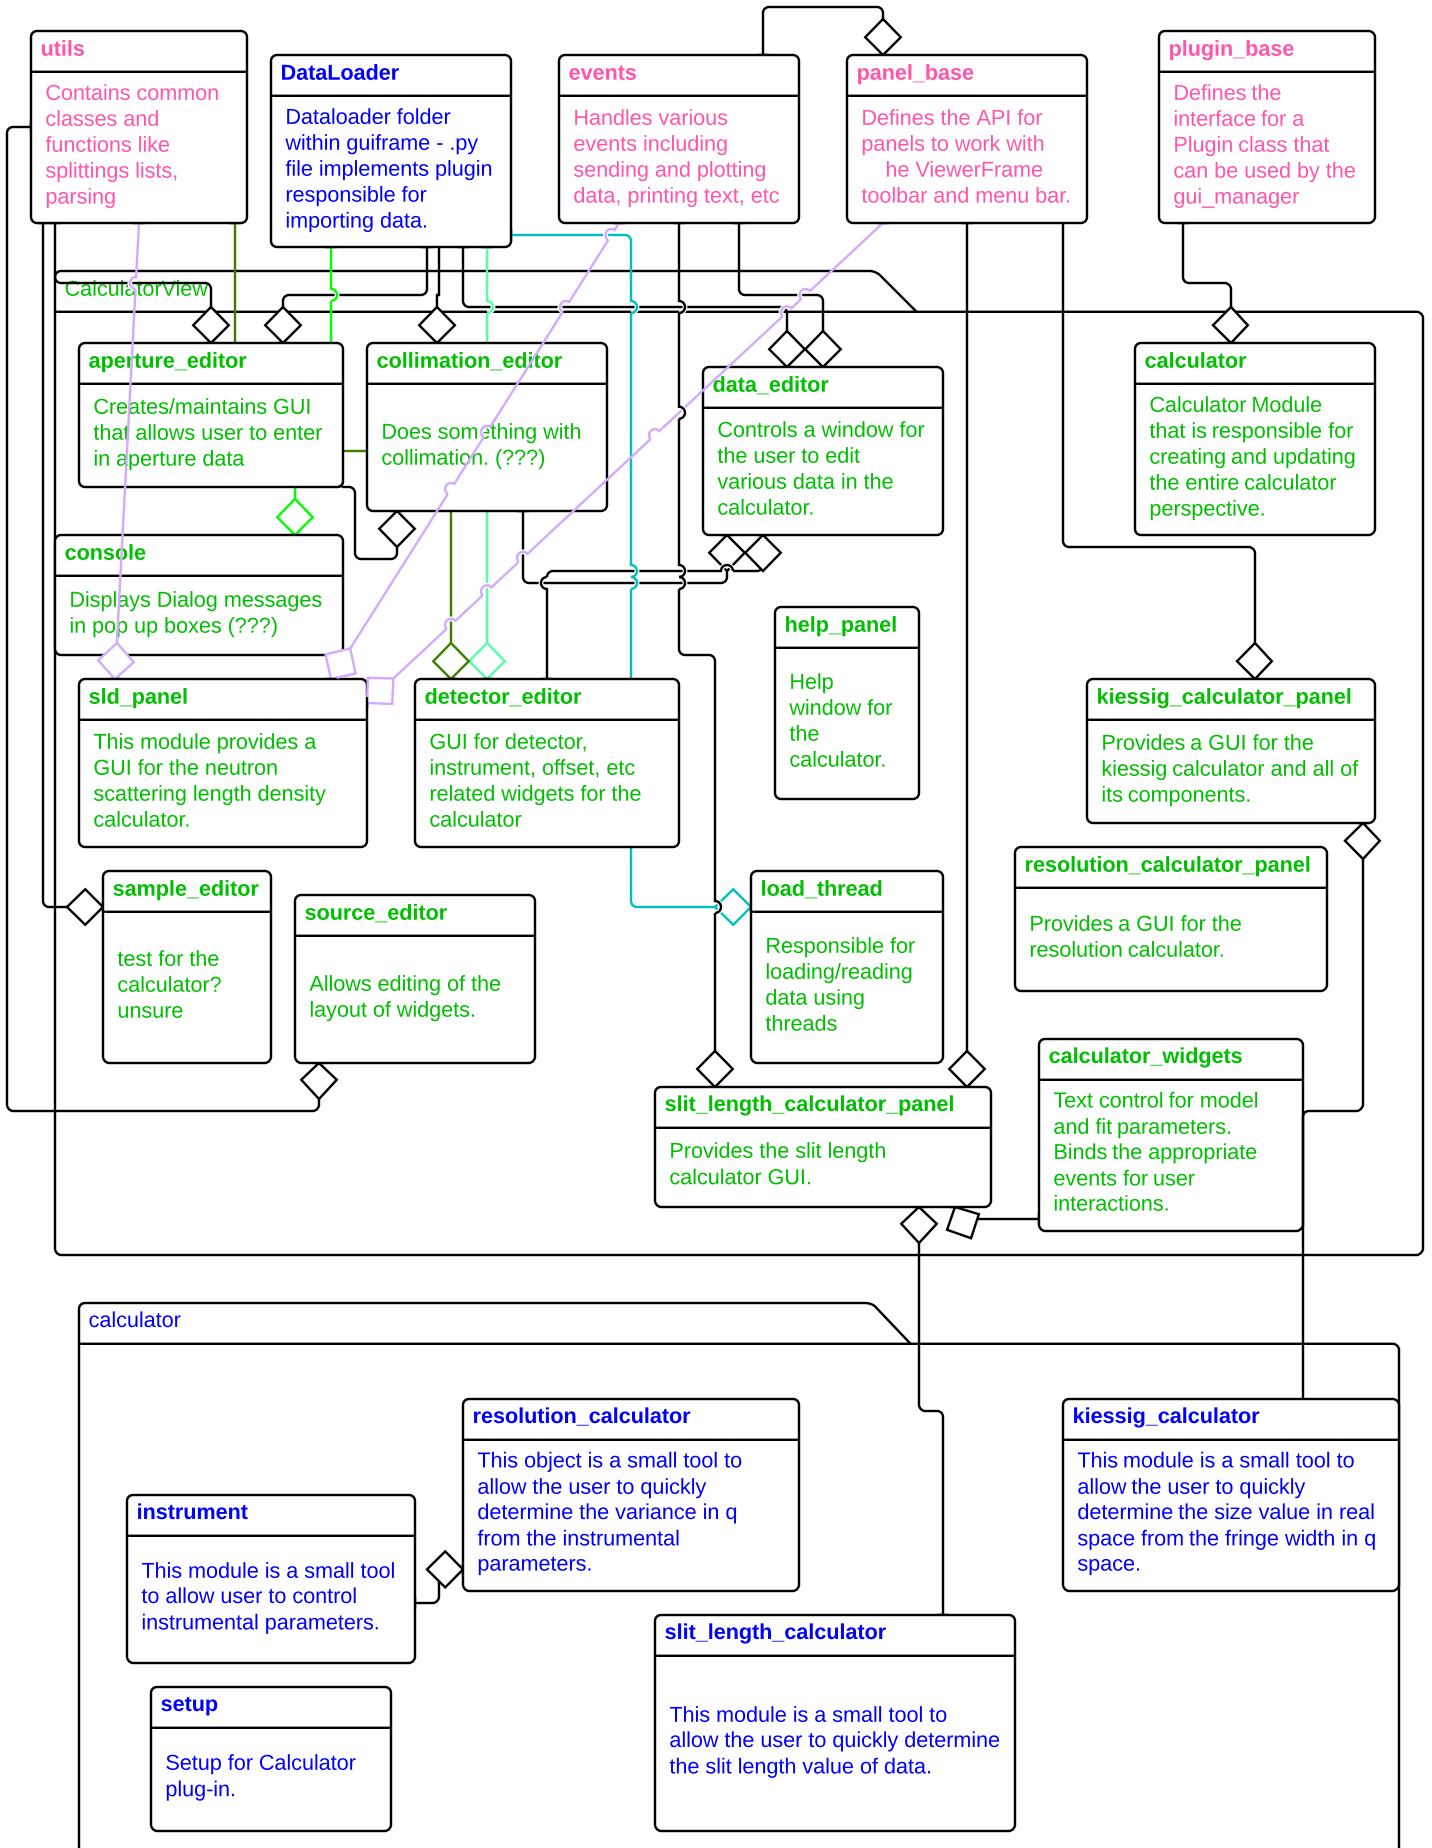 utils
Contains common
classes and
functions like
splittings lists,
parsing
DataLoader
Dataloader folder
within guiframe - .py
file implements plugin
responsible for
importing data.
events
Handles various
events including
sending and plotting
data, printing text, etc
panel_base
Defines the API for
panels to work with
he ViewerFrame
toolbar and menu bar.
plugin_base
Defines the
interface for a
Plugin class that
can be used by the
gui_manager
CalculatorView
aperture_editor
Creates/maintains GUI
that allows user to enter
in aperture data
collimation_editor
Does something with
collimation. (???)
data_editor
Controls a window for
the user to edit
various data in the
calculator.
calculator
Calculator Module
that is responsible for
creating and updating
the entire calculator
perspective.
console
Displays Dialog messages
in pop up boxes (???)
help_panel
Help
window for
the
calculator.
sld_panel
This module provides a
GUI for the neutron
scattering length density
calculator.
detector_editor
GUI for detector,
instrument, offset, etc
related widgets for the
calculator
kiessig_calculator_panel
Provides a GUI for the
kiessig calculator and all of
its components.
resolution_calculator_panel
Provides a GUI for the
resolution calculator.
sample_editor
test for the
calculator?
unsure
source_editor
Allows editing of the
layout of widgets.
load_thread
Responsible for
loading/reading
data using
threads
calculator_widgets
Text control for model
and fit parameters.
Binds the appropriate
events for user
interactions.
slit_length_calculator_panel
Provides the slit length
calculator GUI.
calculator
resolution_calculator
This object is a small tool to
allow the user to quickly
determine the variance in q
from the instrumental
parameters.
kiessig_calculator
This module is a small tool to
allow the user to quickly
determine the size value in real
space from the fringe width in q
space.
instrument
This module is a small tool
to allow user to control
instrumental parameters.
slit_length_calculator
This module is a small tool to
allow the user to quickly determine
the slit length value of data.
setup
Setup for Calculator
plug-in.